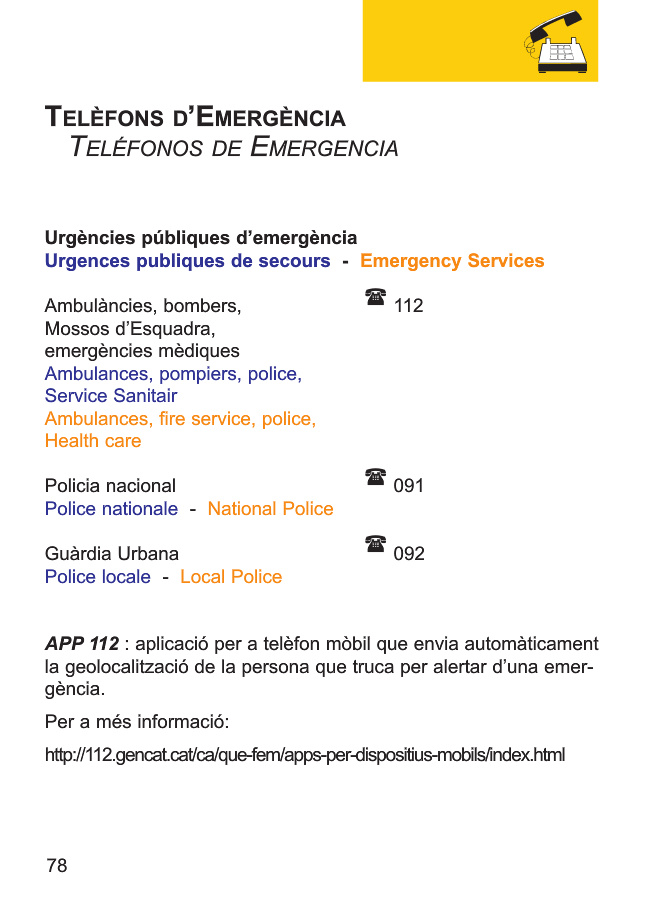 TELÈFONS D’EMERGÈNCIA
TELÉFONOS DE EMERGENCIA
Urgències públiques d’emergència
Urgences publiques de secours - Emergency Services
Ambulàncies, bombers, ☎ 112
Mossos d’Esquadra,
emergències mèdiques
Ambulances, pompiers, police,
Service Sanitair
Ambulances, fire service, police,
Health care
Policia nacional ☎ 091
Police nationale - National Police
Guàrdia Urbana ☎ 092
Police locale - Local Police
APP 112 : aplicació per a telèfon mòbil que envia automàticament
la geolocalització de la persona que truca per alertar d’una emer-
gència.
Per a més informació:
http://112.gencat.cat/ca/que-fem/apps-per-dispositius-mobils/index.html
78